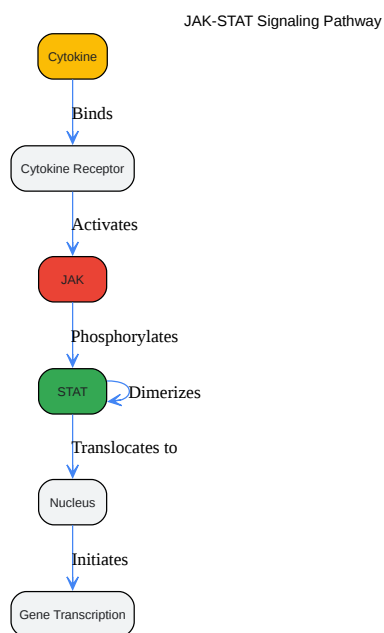 JAK-STAT Signaling Pathway
Cytokine
Binds
Cytokine Receptor
Activates
JAK
Phosphorylates
STAT
Dimerizes
Translocates to
Nucleus
Initiates
Gene Transcription